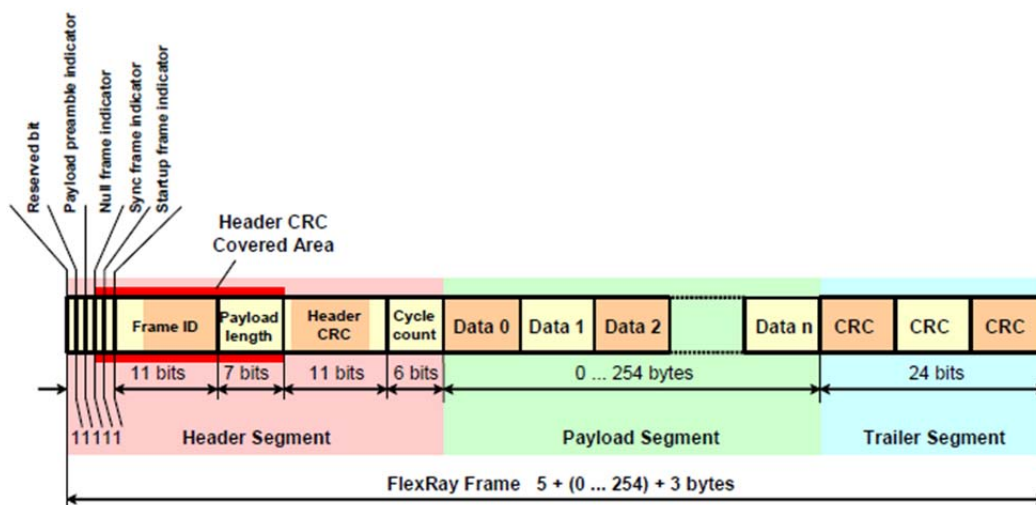 Reserved bit
Payload preamble indicator
Null frame indicator
Sync frame indicator
Startup frame indicator
Header CRC
Covered Area
Frame ID
Payload
length
Header
CRC
Cycle
count
Data 0
Data 1
Data 2
Data n
CRC
CRC
CRC
11 bits
7 bits
11 bits
6 bits
0 ... 254 bytes
24 bits
11111
Header Segment
Payload Segment
Trailer Segment
FlexRay Frame 5 + (0 ... 254) + 3 bytes